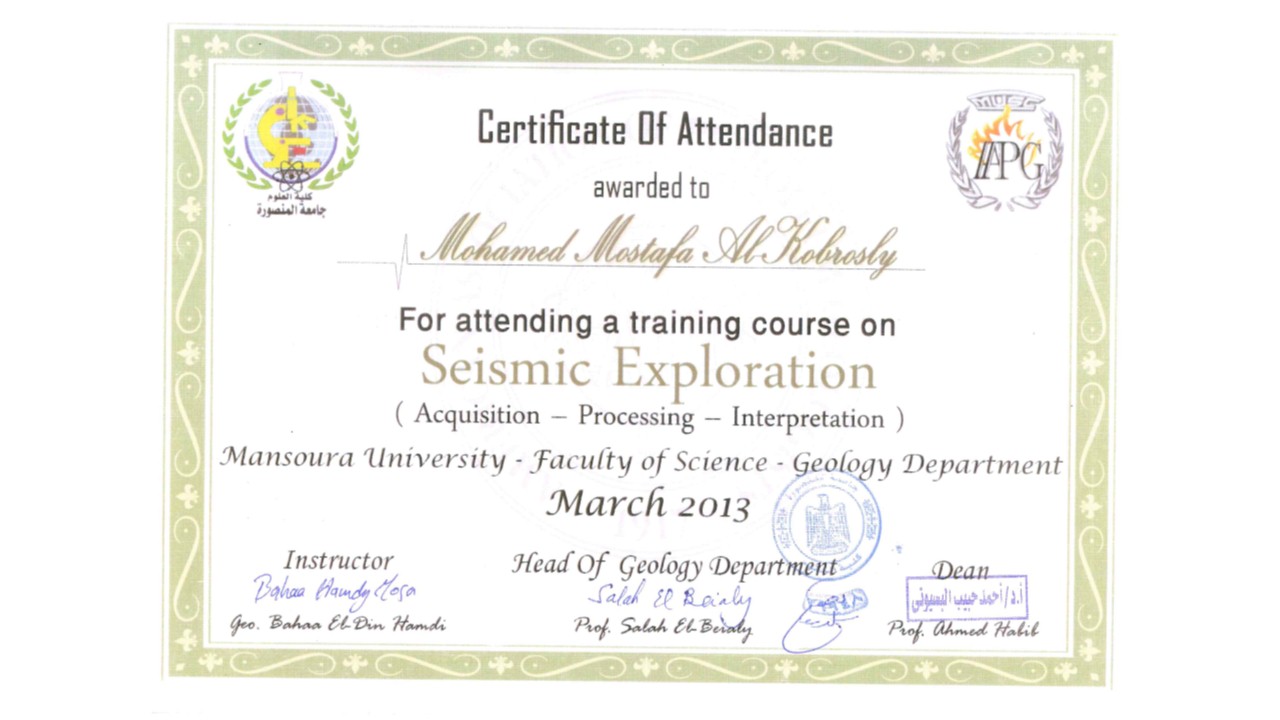 كلية العلوم
جامعة المنصورة
MUSC
AAPG
Certificate Of Attendance
awarded to
Mohamed Mostafa Al-Kobrosly
For attending a training course on
Seismic Exploration
( Acquisition – Processing – Interpretation )
Mansoura University - Faculty of Science - Geology Department
March 2013
Instructor
Head Of Geology Department
Dean
Bahaa Hamdy Mosa
Salah El Beialy
أ.د/أحمد حبيب البسيوني
Geo. Bahaa El-Din Hamdi
Prof. Salah El-Beialy
Prof. Ahmed Habib